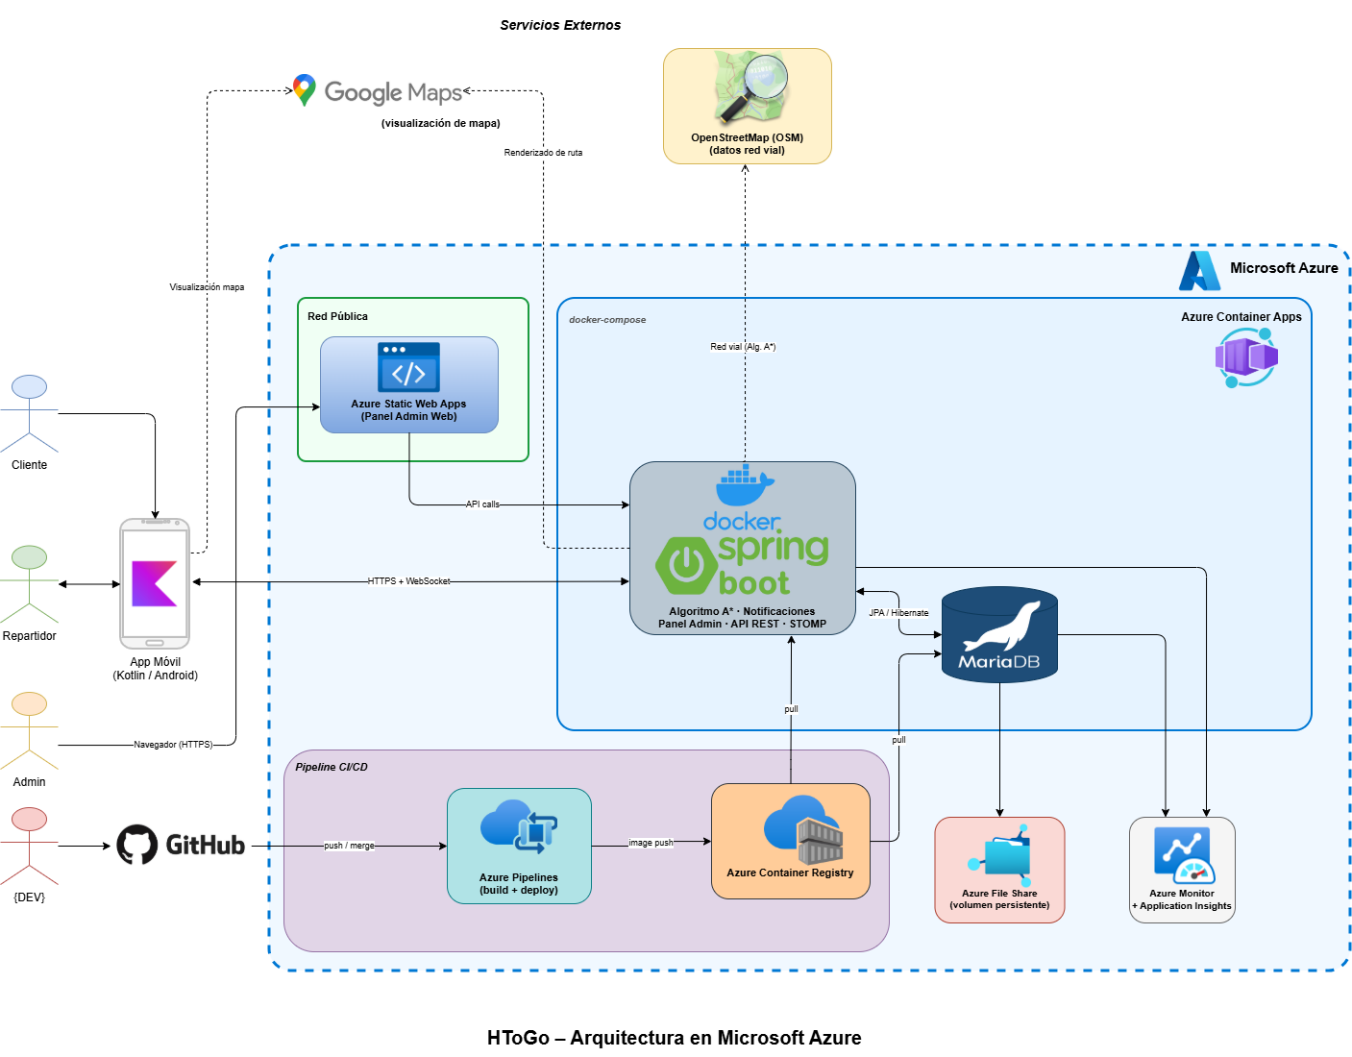 Servicios Externos
Google Maps
(visualización de mapa)
OpenStreetMap (OSM)
(datos red vial)
Renderizado de ruta
Visualización mapa
Microsoft Azure
Red Pública
docker-compose
Azure Container Apps
Azure Static Web Apps
(Panel Admin Web)
Red vial (Alg. A*)
API calls
docker
spring
boot
Algoritmo A* · Notificaciones
Panel Admin · API REST · STOMP
HTTPS + WebSocket
JPA / Hibernate
MariaDB
Cliente
Repartidor
App Móvil
(Kotlin / Android)
Admin
Navegador (HTTPS)
{DEV}
GitHub
push / merge
Pipeline CI/CD
Azure Pipelines
(build + deploy)
image push
Azure Container Registry
pull
pull
Azure File Share
(volumen persistente)
Azure Monitor
+ Application Insights
HToGo – Arquitectura en Microsoft Azure